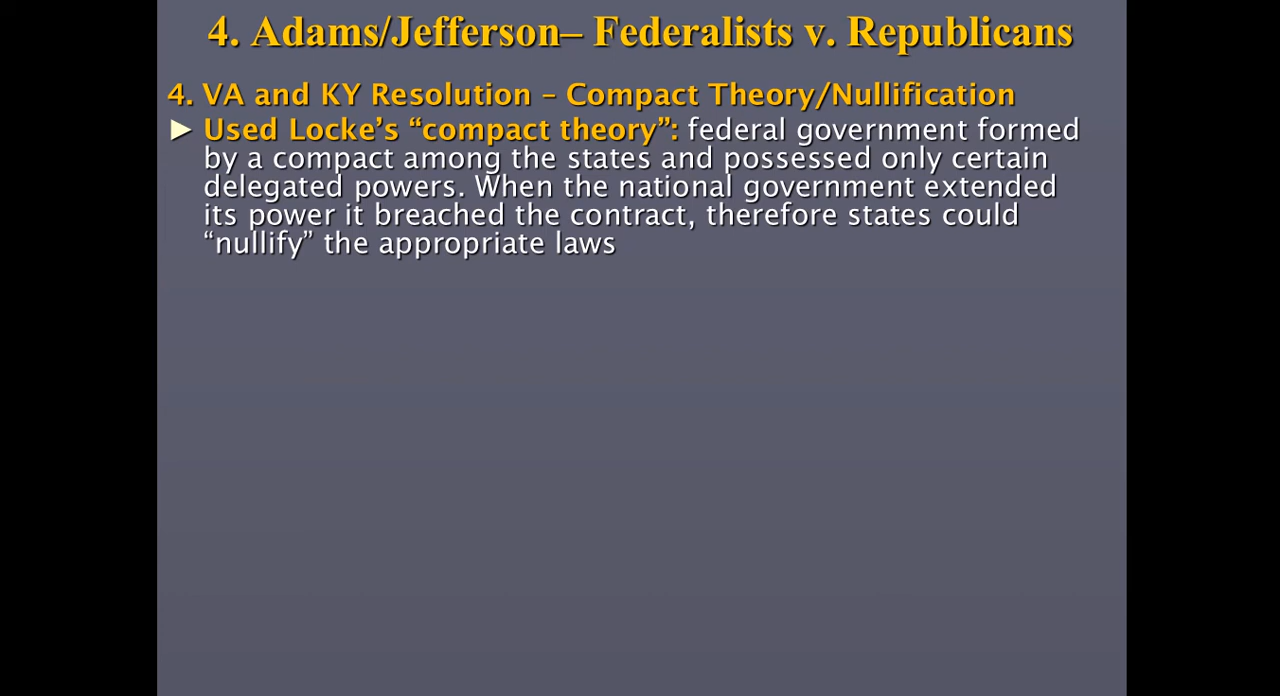 4. Adams/Jefferson– Federalists v. Republicans
4. VA and KY Resolution – Compact Theory/Nullification
► Used Locke’s “compact theory”: federal government formed
by a compact among the states and possessed only certain
delegated powers. When the national government extended
its power it breached the contract, therefore states could
“nullify” the appropriate laws